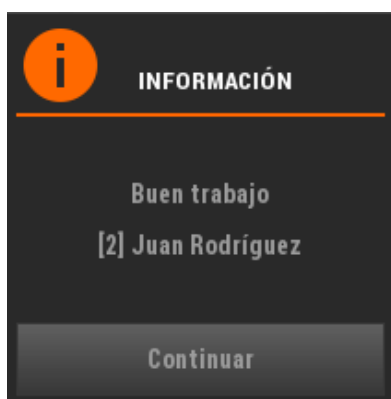 i
INFORMACIÓN
Buen trabajo
[2] Juan Rodríguez
Continuar